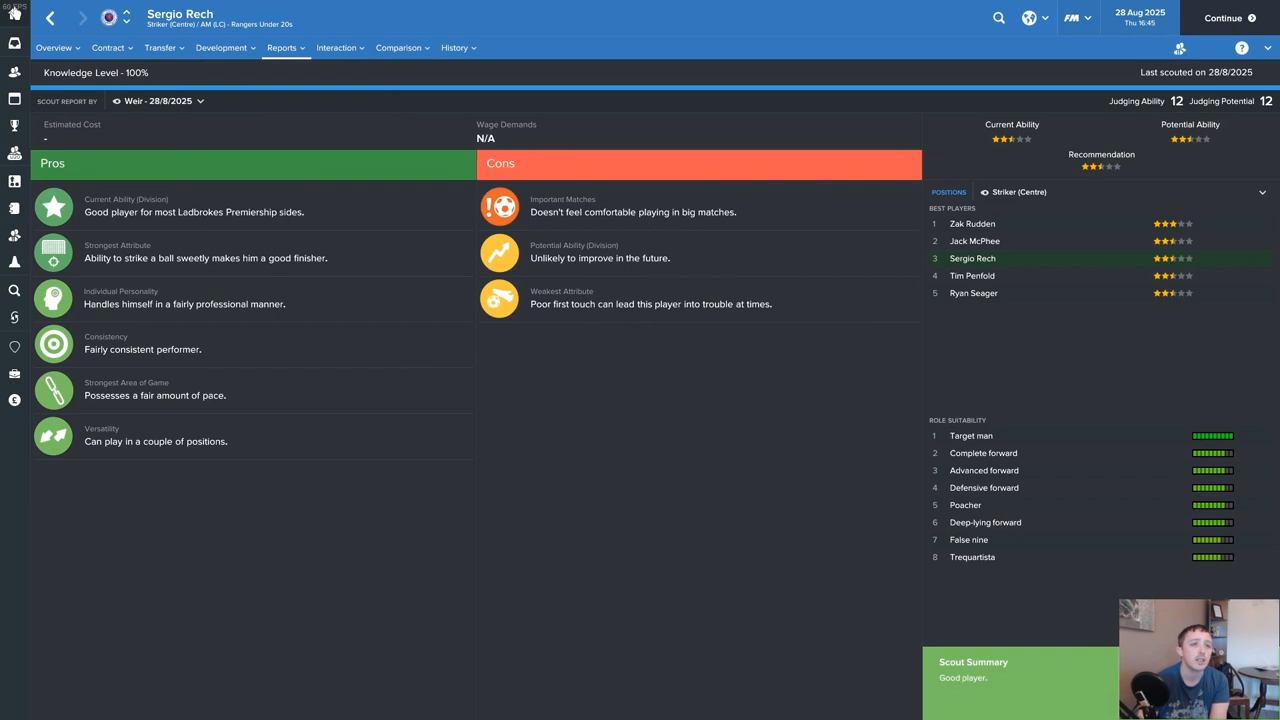 60 FPS
Sergio Rech
Striker (Centre) / AM (LC) - Rangers Under 20s
FM
28 Aug 2025
Thu 16:45
Continue
Overview
Contract
Transfer
Development
Reports
Interaction
Comparison
History
?
Knowledge Level - 100%
Last scouted on 28/8/2025
SCOUT REPORT BY
Weir - 28/8/2025
Judging Ability 12 Judging Potential 12
Estimated Cost
-
Wage Demands
N/A
Current Ability
Potential Ability
Recommendation
Pros
Cons
Current Ability (Division)
Good player for most Ladbrokes Premiership sides.
Strongest Attribute
Ability to strike a ball sweetly makes him a good finisher.
Individual Personality
Handles himself in a fairly professional manner.
Consistency
Fairly consistent performer.
Strongest Area of Game
Possesses a fair amount of pace.
Versatility
Can play in a couple of positions.
Important Matches
Doesn't feel comfortable playing in big matches.
Potential Ability (Division)
Unlikely to improve in the future.
Weakest Attribute
Poor first touch can lead this player into trouble at times.
POSITIONS
Striker (Centre)
BEST PLAYERS
1 Zak Rudden
2 Jack McPhee
3 Sergio Rech
4 Tim Penfold
5 Ryan Seager
ROLE SUITABILITY
1 Target man
2 Complete forward
3 Advanced forward
4 Defensive forward
5 Poacher
6 Deep-lying forward
7 False nine
8 Trequartista
Scout Summary
Good player.